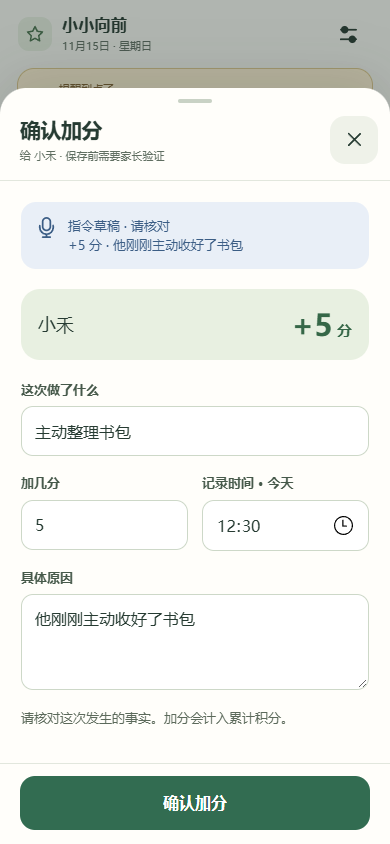 小小向前
11月15日 · 星期日
确认加分
给 小禾 · 保存前需要家长验证
指令草稿 · 请核对
+5 分 · 他刚刚主动收好了书包
小禾
+5 分
这次做了什么
主动整理书包
加几分
记录时间 • 今天
5
12:30
具体原因
他刚刚主动收好了书包
请核对这次发生的事实。加分会计入累计积分。
确认加分